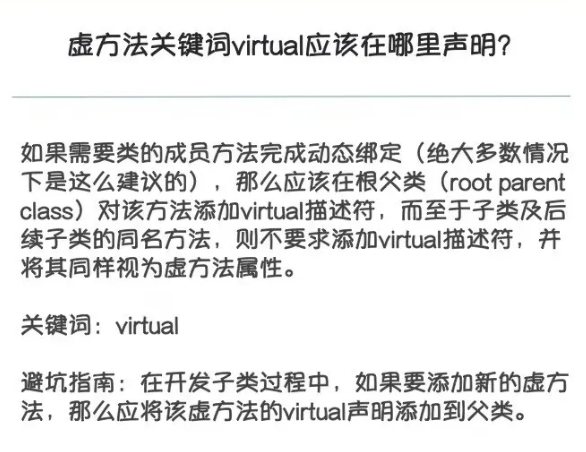 虚方法关键词virtual应该在哪里声明？
如果需要类的成员方法完成动态绑定（绝大多数情况
下是这么建议的），那么应该在根父类（root parent
class）对该方法添加virtual描述符，而至于子类及后
续子类的同名方法，则不要求添加virtual描述符，并
将其同样视为虚方法属性。
关键词：virtual
避坑指南：在开发子类过程中，如果要添加新的虚方
法，那么应将该虚方法的virtual声明添加到父类。